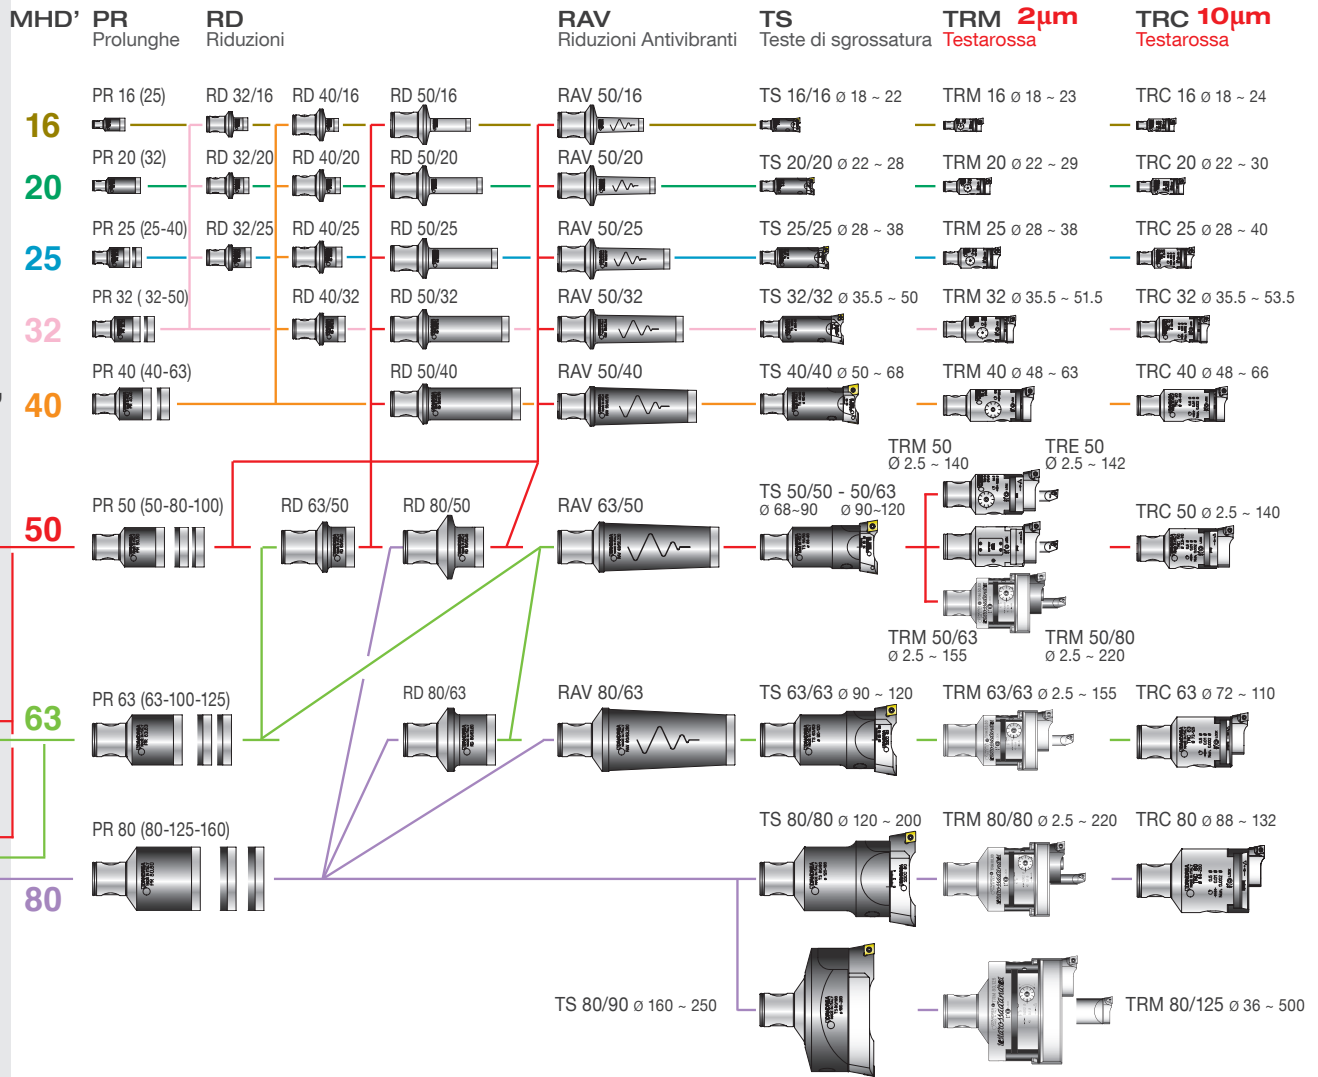 MHD' PR RD RAV TS TRM 2µm TRC 10µm
Prolunghe Riduzioni Riduzioni Antivibranti Teste di sgrossatura Testarossa Testarossa
PR 16 (25) RD 32/16 RD 40/16 RD 50/16 RAV 50/16 TS 16/16 Ø 18 ~ 22 TRM 16 Ø 18 ~ 23 TRC 16 Ø 18 ~ 24
16
PR 20 (32) RD 32/20 RD 40/20 RD 50/20 RAV 50/20 TS 20/20 Ø 22 ~ 28 TRM 20 Ø 22 ~ 29 TRC 20 Ø 22 ~ 30
20
PR 25 (25-40) RD 32/25 RD 40/25 RD 50/25 RAV 50/25 TS 25/25 Ø 28 ~ 38 TRM 25 Ø 28 ~ 38 TRC 25 Ø 28 ~ 40
25
PR 32 ( 32-50) RD 40/32 RD 50/32 RAV 50/32 TS 32/32 Ø 35.5 ~ 50 TRM 32 Ø 35.5 ~ 51.5 TRC 32 Ø 35.5 ~ 53.5
32
PR 40 (40-63) RD 50/40 RAV 50/40 TS 40/40 Ø 50 ~ 68 TRM 40 Ø 48 ~ 63 TRC 40 Ø 48 ~ 66
40
TRM 50 TRE 50
Ø 2.5 ~ 140 Ø 2.5 ~ 142
PR 50 (50-80-100) RD 63/50 RD 80/50 RAV 63/50 TS 50/50 - 50/63 TRC 50 Ø 2.5 ~ 140
Ø 68~90 Ø 90~120
50
TRM 50/63 TRM 50/80
Ø 2.5 ~ 155 Ø 2.5 ~ 220
PR 63 (63-100-125) RD 80/63 RAV 80/63 TS 63/63 Ø 90 ~ 120 TRM 63/63 Ø 2.5 ~ 155 TRC 63 Ø 72 ~ 110
63
PR 80 (80-125-160) TS 80/80 Ø 120 ~ 200 TRM 80/80 Ø 2.5 ~ 220 TRC 80 Ø 88 ~ 132
80
TS 80/90 Ø 160 ~ 250 TRM 80/125 Ø 36 ~ 500